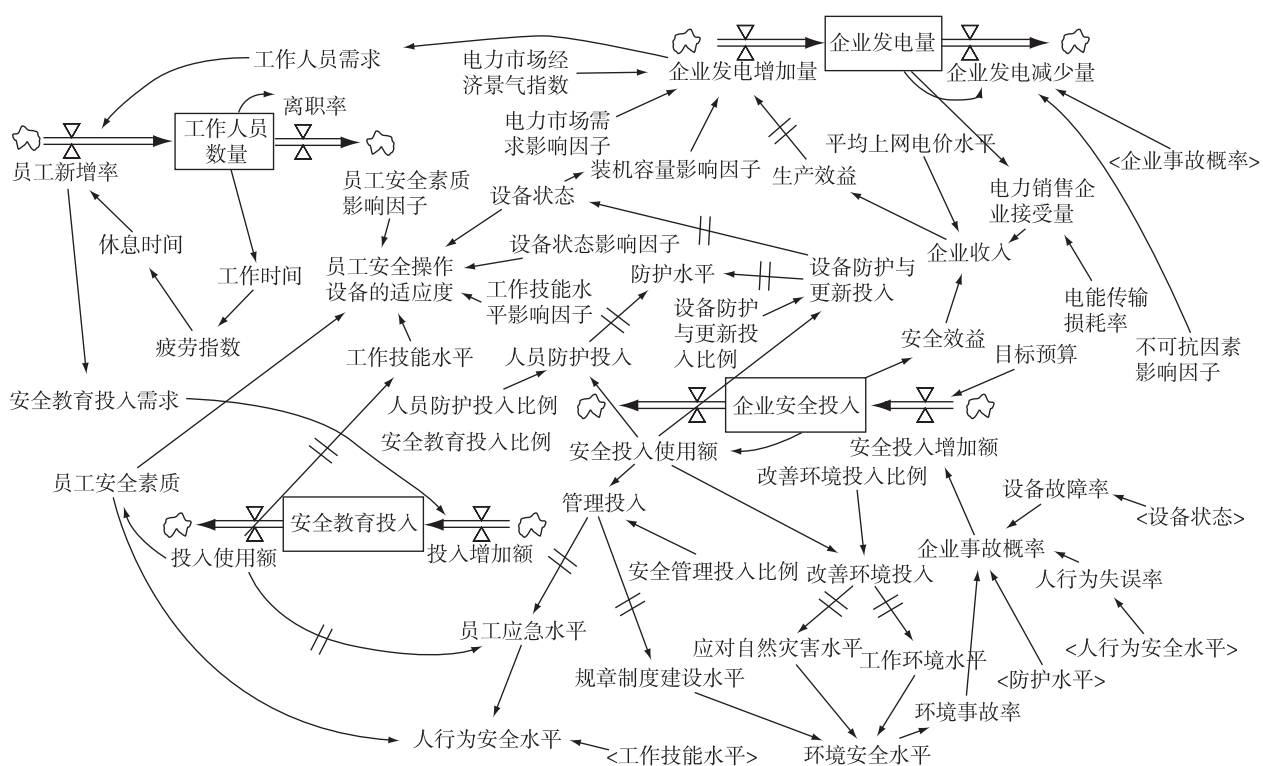 工作人员需求
电力市场经
济景气指数
企业发电增加量
企业发电量
企业发电减少量
离职率
工作人员
数量
员工新增率
电力市场需
求影响因子
装机容量影响因子
生产效益
平均上网电价水平
<企业事故概率>
员工安全素质
影响因子
设备状态
电力销售企
业接受量
休息时间
设备状态影响因子
企业收入
员工安全操作
设备的适应度
工作时间
防护水平
设备防护与
更新投入
工作技能水
平影响因子
设备防护
与更新投
入比例
电能传输
损耗率
疲劳指数
工作技能水平
人员防护投入
安全效益
目标预算
不可抗因素
影响因子
安全教育投入需求
人员防护投入比例
企业安全投入
安全教育投入比例
安全投入使用额
安全投入增加额
改善环境投入比例
员工安全素质
管理投入
设备故障率
<设备状态>
安全教育投入
投入使用额
投入增加额
企业事故概率
安全管理投入比例
改善环境投入
人行为失误率
员工应急水平
应对自然灾害水平
工作环境水平
<人行为安全水平>
规章制度建设水平
<防护水平>
环境事故率
人行为安全水平
<工作技能水平>
环境安全水平